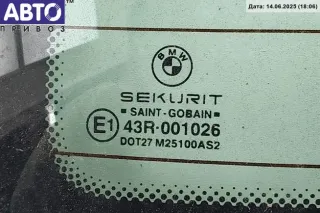 АВТО
ПРИВОЗ
Дата: 14.06.2025 (18:06)
BMW
SEKURIT
SAINT-GOBAIN
E1 43R-001026
DOT27 M25100AS2